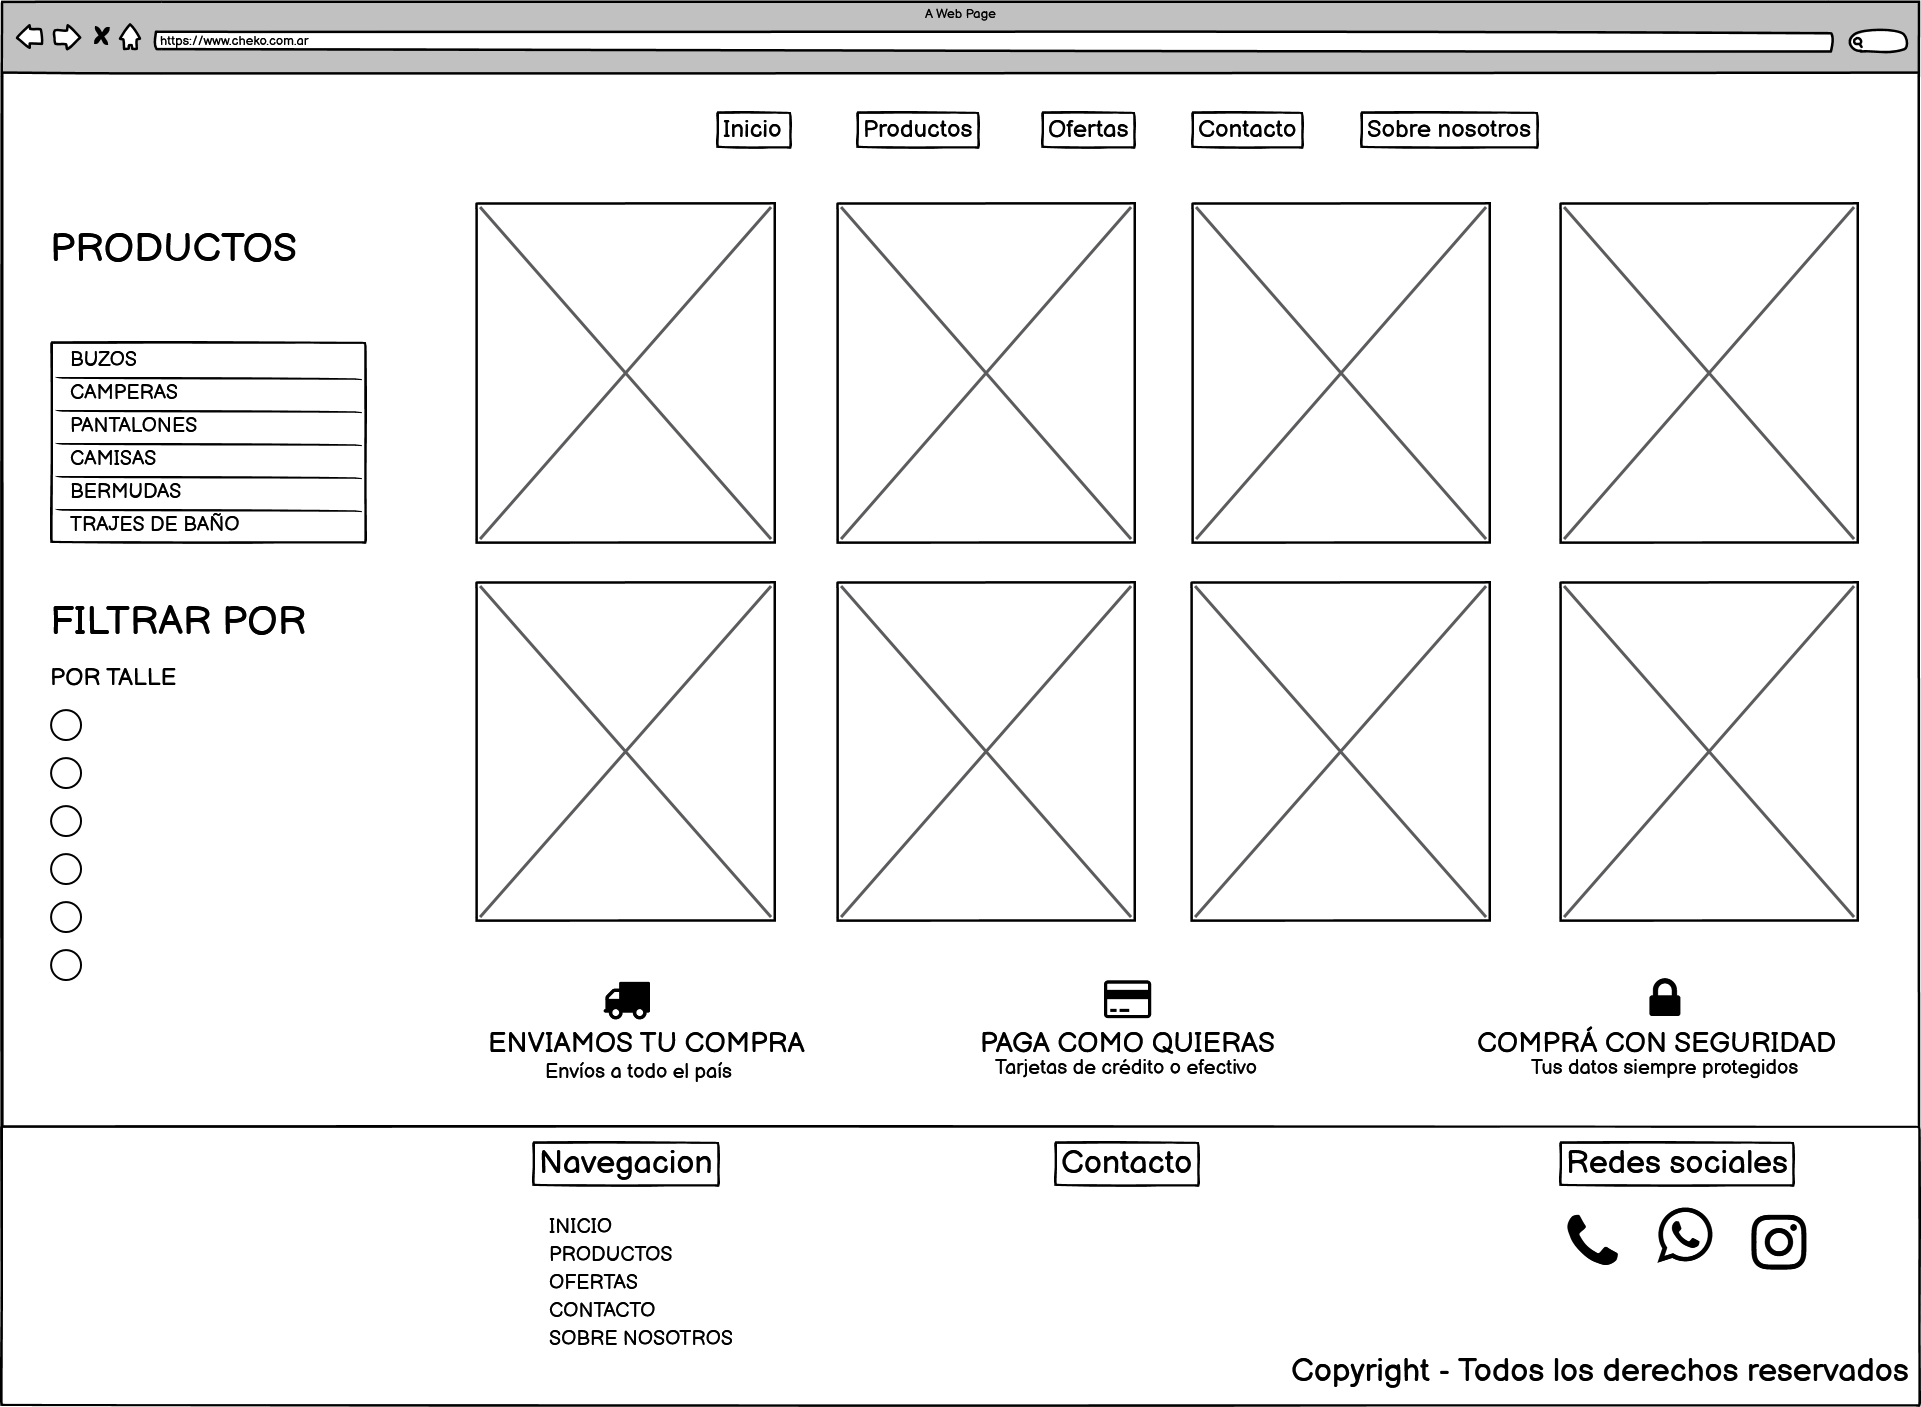 A Web Page
https://www.cheko.com.ar
Inicio
Productos
Ofertas
Contacto
Sobre nosotros
PRODUCTOS
BUZOS
CAMPERAS
PANTALONES
CAMISAS
BERMUDAS
TRAJES DE BAÑO
FILTRAR POR
POR TALLE
ENVIAMOS TU COMPRA
Envíos a todo el país
PAGA COMO QUIERAS
Tarjetas de crédito o efectivo
COMPRÁ CON SEGURIDAD
Tus datos siempre protegidos
Navegacion
INICIO
PRODUCTOS
OFERTAS
CONTACTO
SOBRE NOSOTROS
Contacto
Redes sociales
Copyright - Todos los derechos reservados